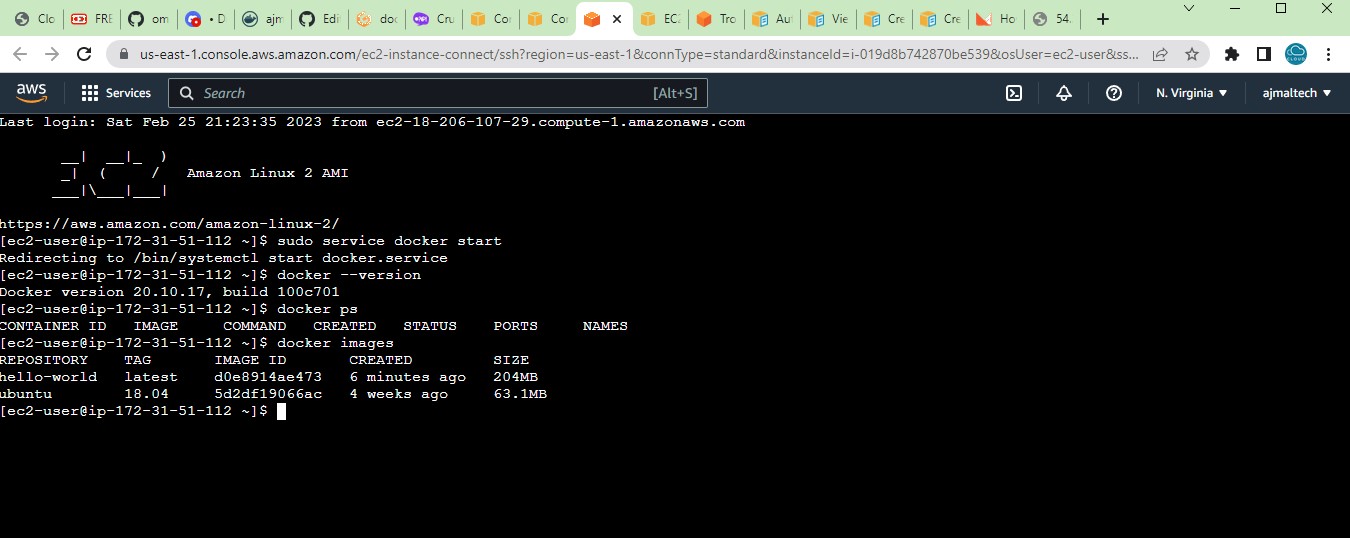 Clo
FRE
om
• D
ajn
Edi
doc
Cru
Cor
Cor
EC
Tro
Aut
Vie
Cre
Cre
Ho
54.
us-east-1.console.aws.amazon.com/ec2-instance-connect/ssh?region=us-east-1&connType=standard&instanceId=i-019d8b742870be539&osUser=ec2-user&ss...
aws Services Search [Alt+S] N. Virginia ajmaltech
Last login: Sat Feb 25 21:23:35 2023 from ec2-18-206-107-29.compute-1.amazonaws.com
__| __|_ )
_| ( / Amazon Linux 2 AMI
___|\___|___|
https://aws.amazon.com/amazon-linux-2/
[ec2-user@ip-172-31-51-112 ~]$ sudo service docker start
Redirecting to /bin/systemctl start docker.service
[ec2-user@ip-172-31-51-112 ~]$ docker --version
Docker version 20.10.17, build 100c701
[ec2-user@ip-172-31-51-112 ~]$ docker ps
CONTAINER ID IMAGE COMMAND CREATED STATUS PORTS NAMES
[ec2-user@ip-172-31-51-112 ~]$ docker images
REPOSITORY TAG IMAGE ID CREATED SIZE
hello-world latest d0e8914ae473 6 minutes ago 204MB
ubuntu 18.04 5d2df19066ac 4 weeks ago 63.1MB
[ec2-user@ip-172-31-51-112 ~]$